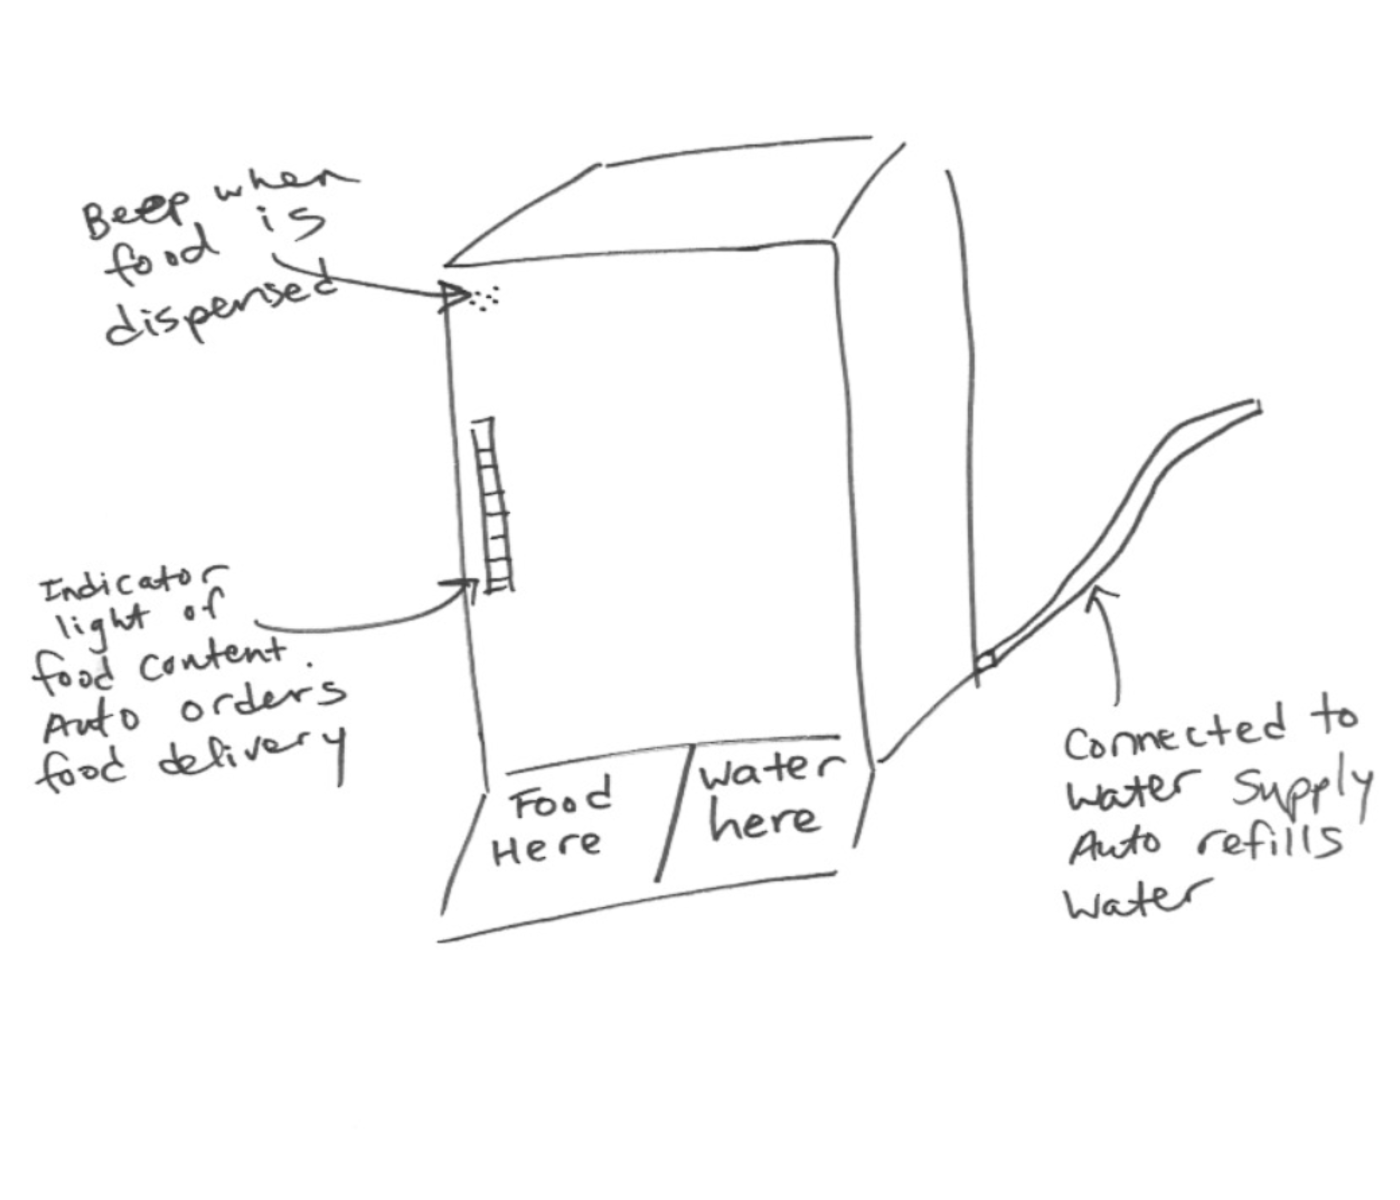 Beep when
food is
dispensed
Indicator
light of
food content.
Auto orders
food delivery
Food
Here
Water
here
Connected to
Water Supply
Auto refills
Water